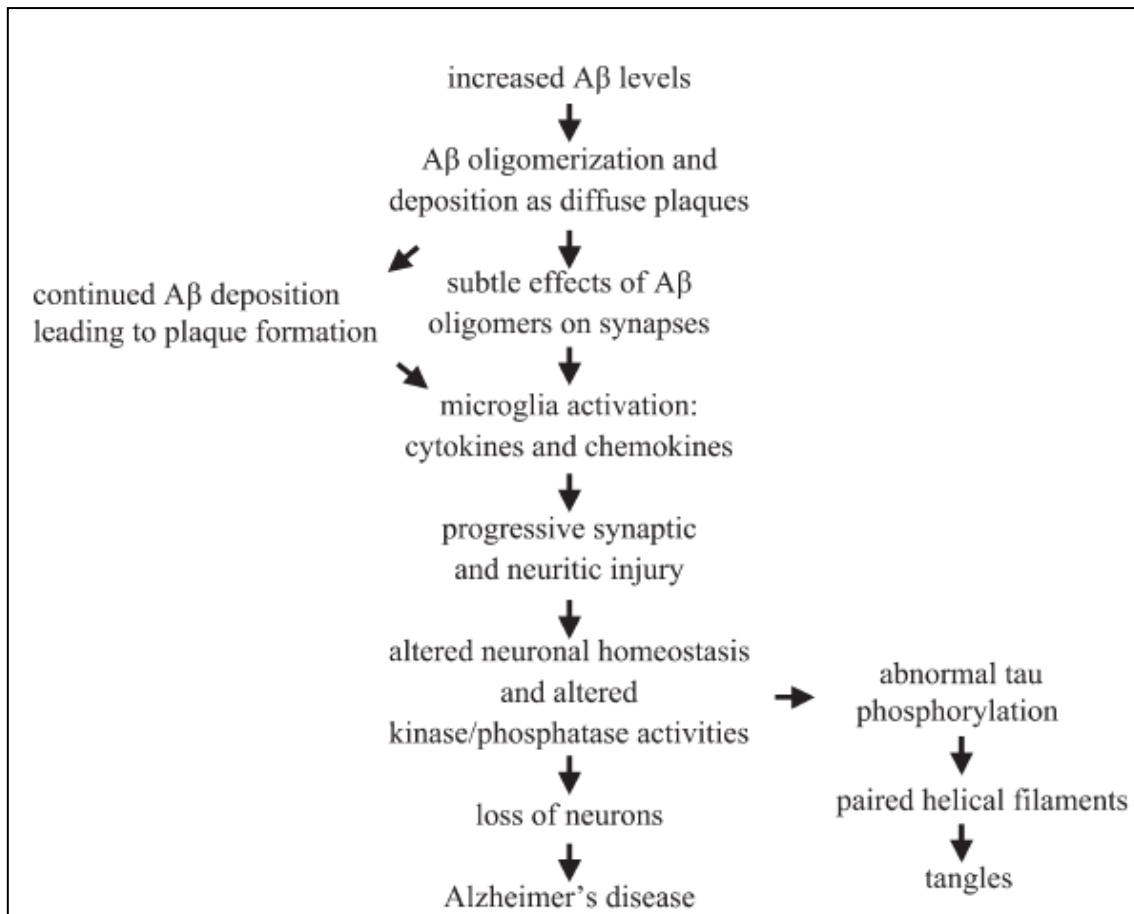 increased Aβ levels
Aβ oligomerization and
deposition as diffuse plaques
continued Aβ deposition
leading to plaque formation
subtle effects of Aβ
oligomers on synapses
microglia activation:
cytokines and chemokines
progressive synaptic
and neuritic injury
altered neuronal homeostasis
and altered
kinase/phosphatase activities
abnormal tau
phosphorylation
loss of neurons
paired helical filaments
Alzheimer’s disease
tangles